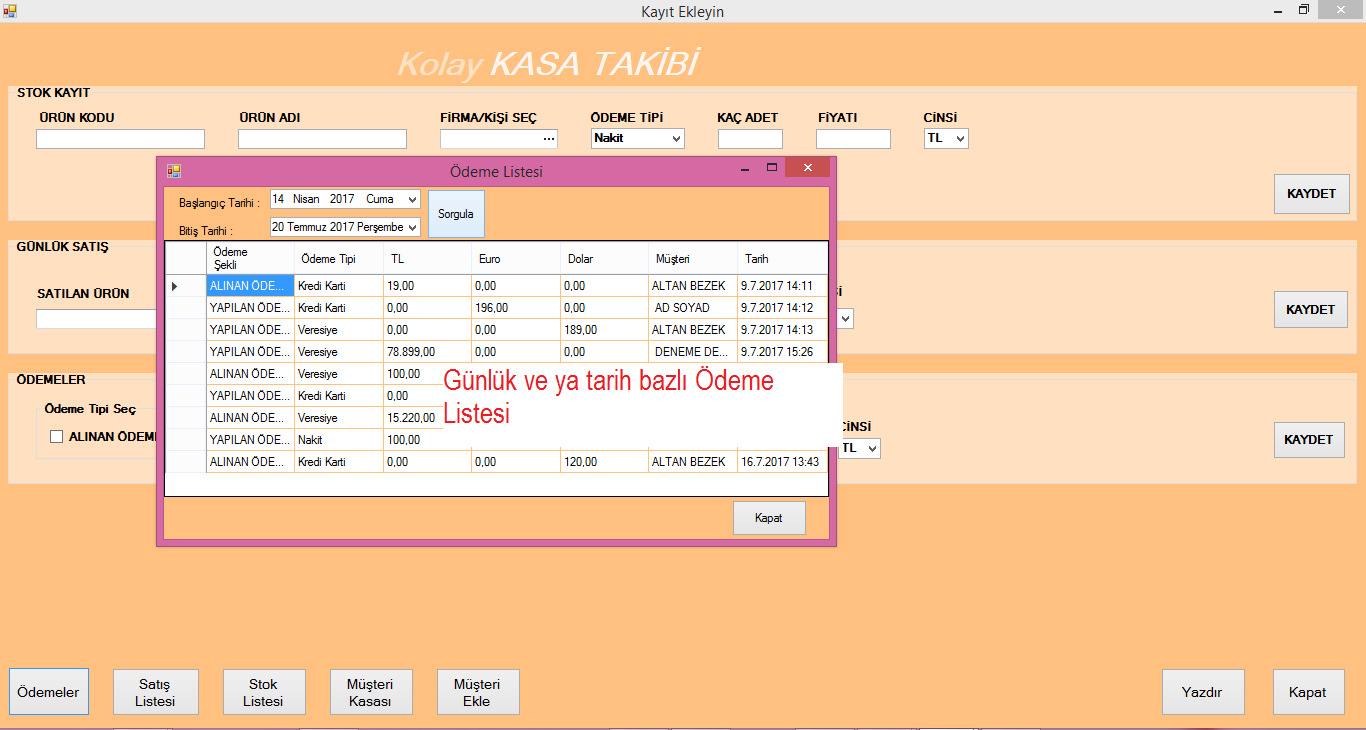 Kayıt Ekleyin
Kolay KASA TAKİBİ
STOK KAYIT
ÜRÜN KODU ÜRÜN ADI FİRMA/KİŞİ SEÇ ÖDEME TİPİ KAÇ ADET FİYATI CİNSİ
... Nakit TL
KAYDET
Ödeme Listesi
Başlangıç Tarihi : 14 Nisan 2017 Cuma
Bitiş Tarihi : 20 Temmuz 2017 Perşembe
Sorgula
Ödeme Şekli Ödeme Tipi TL Euro Dolar Müşteri Tarih
ALINAN ÖDE... Kredi Karti 19,00 0,00 0,00 ALTAN BEZEK 9.7.2017 14:11
YAPILAN ÖDE... Kredi Karti 0,00 196,00 0,00 AD SOYAD 9.7.2017 14:12
YAPILAN ÖDE... Veresiye 0,00 0,00 189,00 ALTAN BEZEK 9.7.2017 14:13
YAPILAN ÖDE... Veresiye 78.899,00 0,00 0,00 DENEME DE... 9.7.2017 15:26
ALINAN ÖDE... Veresiye 100,00
YAPILAN ÖDE... Kredi Karti 0,00
ALINAN ÖDE... Veresiye 15.220,00
YAPILAN ÖDE... Nakit 100,00
ALINAN ÖDE... Kredi Karti 0,00 0,00 120,00 ALTAN BEZEK 16.7.2017 13:43
Günlük ve ya tarih bazlı Ödeme
Listesi
Kapat
GÜNLÜK SATIŞ
SATILAN ÜRÜN
KAYDET
ÖDEMELER
Ödeme Tipi Seç
ALINAN ÖDEM
CİNSİ
TL
KAYDET
Ödemeler
Satış
Listesi
Stok
Listesi
Müşteri
Kasası
Müşteri
Ekle
Yazdır
Kapat